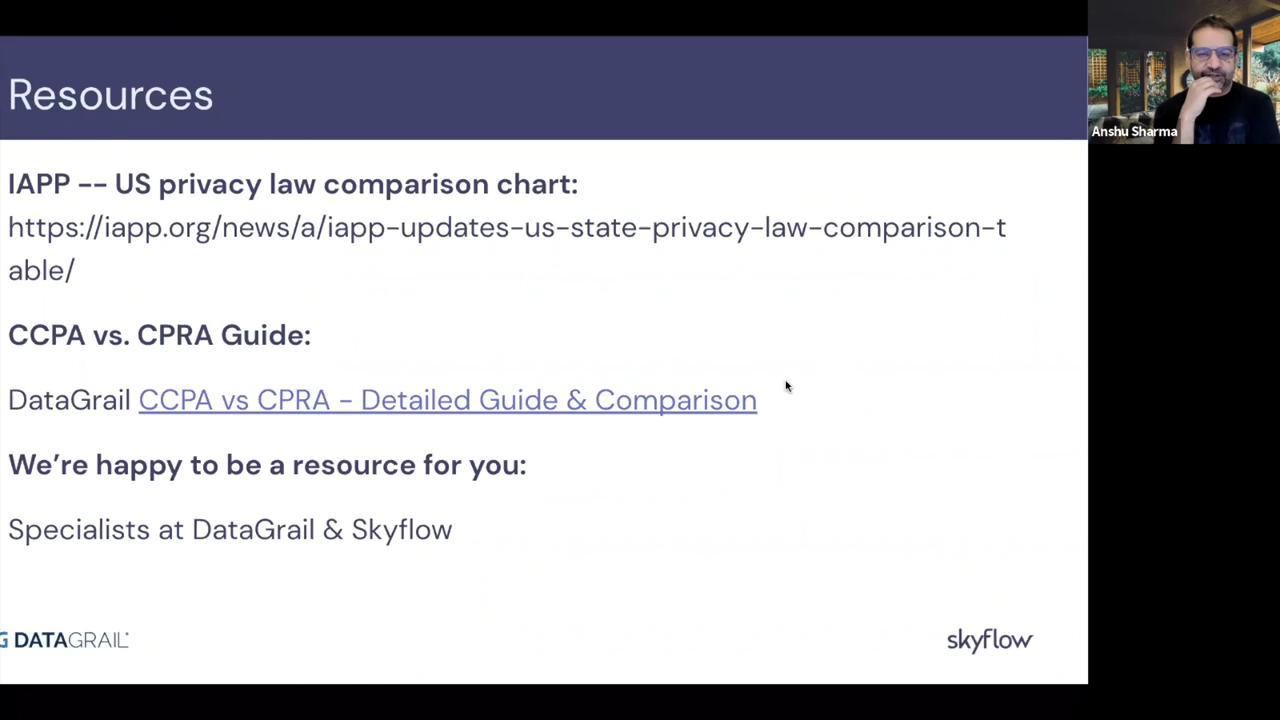 Resources
IAPP -- US privacy law comparison chart:
https://iapp.org/news/a/iapp-updates-us-state-privacy-law-comparison-t
able/
CCPA vs. CPRA Guide:
DataGrail CCPA vs CPRA - Detailed Guide & Comparison
We’re happy to be a resource for you:
Specialists at DataGrail & Skyflow
DATAGRAIL
skyflow
Anshu Sharma